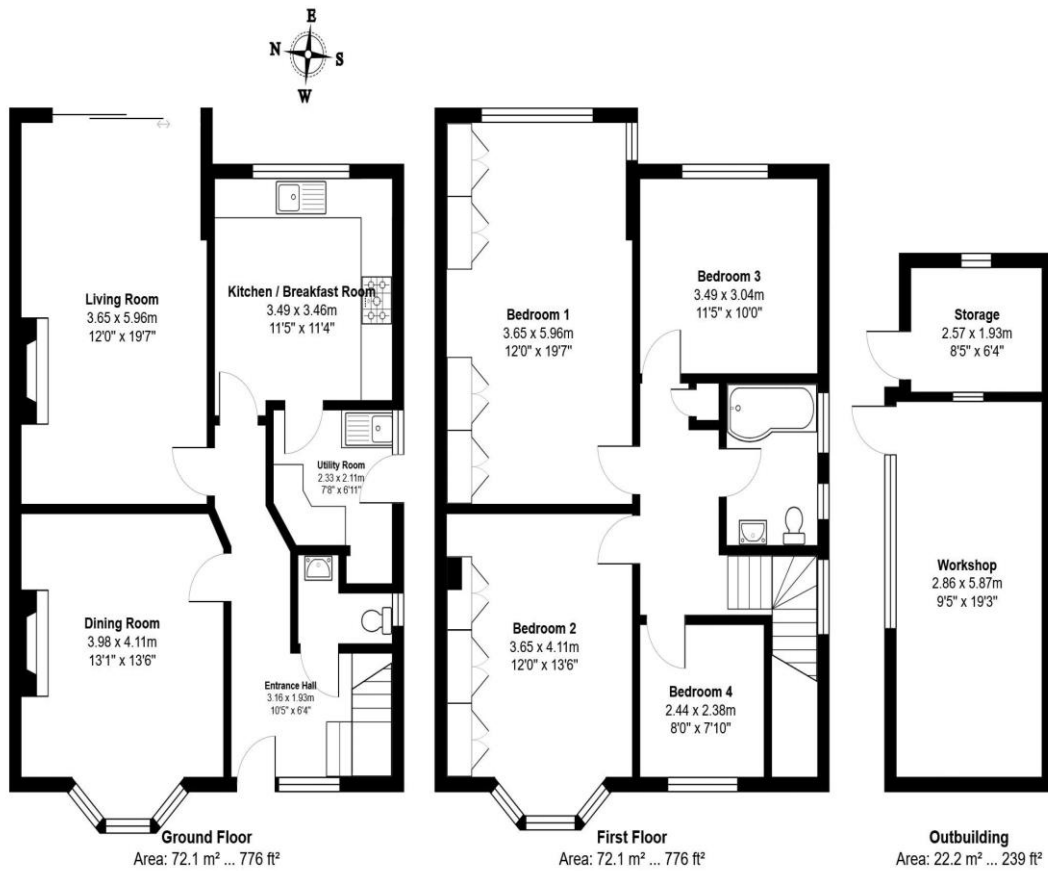 E
N
S
W
Living Room
3.65 x 5.96m
12'0" x 19'7"
Kitchen / Breakfast Room
3.49 x 3.46m
11'5" x 11'4"
Utility Room
2.33 x 2.11m
7'8" x 6'11"
Dining Room
3.98 x 4.11m
13'1" x 13'6"
Entrance Hall
3.16 x 1.93m
10'5" x 6'4"
Ground Floor
Area: 72.1 m² ... 776 ft²
Bedroom 1
3.65 x 5.96m
12'0" x 19'7"
Bedroom 3
3.49 x 3.04m
11'5" x 10'0"
Bedroom 2
3.65 x 4.11m
12'0" x 13'6"
Bedroom 4
2.44 x 2.38m
8'0" x 7'10"
First Floor
Area: 72.1 m² ... 776 ft²
Storage
2.57 x 1.93m
8'5" x 6'4"
Workshop
2.86 x 5.87m
9'5" x 19'3"
Outbuilding
Area: 22.2 m² ... 239 ft²